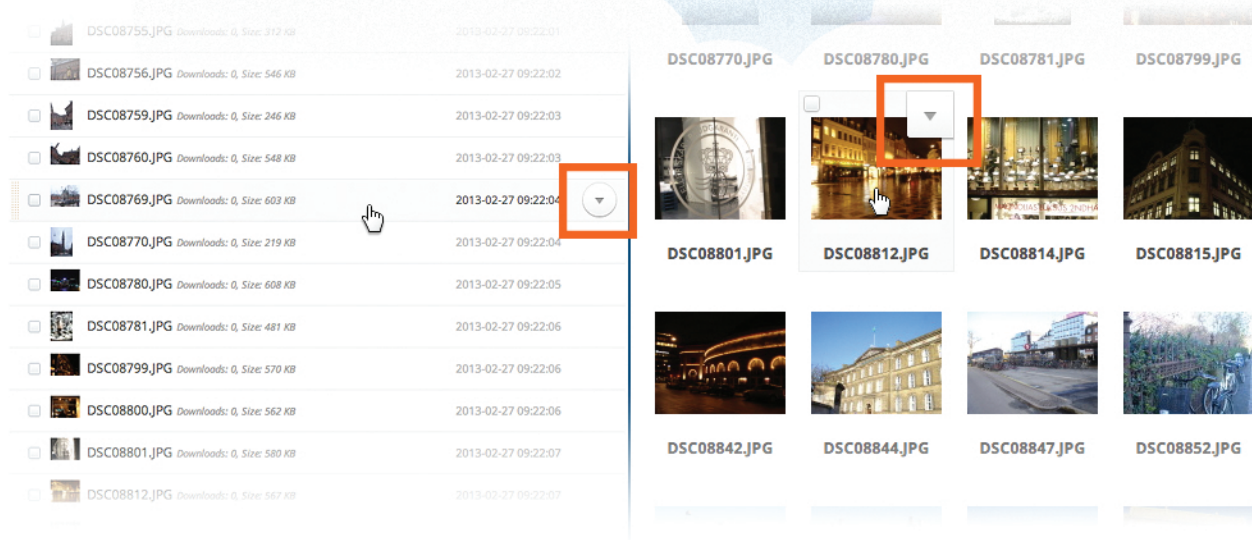 DSC08755.JPG Downloads: 0, Size: 312 KB 2013-02-27 09:22:01
DSC08756.JPG Downloads: 0, Size: 546 KB 2013-02-27 09:22:02
DSC08759.JPG Downloads: 0, Size: 246 KB 2013-02-27 09:22:03
DSC08760.JPG Downloads: 0, Size: 548 KB 2013-02-27 09:22:03
DSC08769.JPG Downloads: 0, Size: 603 KB 2013-02-27 09:22:04
DSC08770.JPG Downloads: 0, Size: 219 KB 2013-02-27 09:22:04
DSC08780.JPG Downloads: 0, Size: 608 KB 2013-02-27 09:22:05
DSC08781.JPG Downloads: 0, Size: 481 KB 2013-02-27 09:22:06
DSC08799.JPG Downloads: 0, Size: 570 KB 2013-02-27 09:22:06
DSC08800.JPG Downloads: 0, Size: 562 KB 2013-02-27 09:22:06
DSC08801.JPG Downloads: 0, Size: 580 KB 2013-02-27 09:22:07
DSC08812.JPG Downloads: 0, Size: 567 KB 2013-02-27 09:22:07
DSC08770.JPG DSC08780.JPG DSC08781.JPG DSC08799.JPG
DSC08801.JPG DSC08812.JPG DSC08814.JPG DSC08815.JPG
DSC08842.JPG DSC08844.JPG DSC08847.JPG DSC08852.JPG